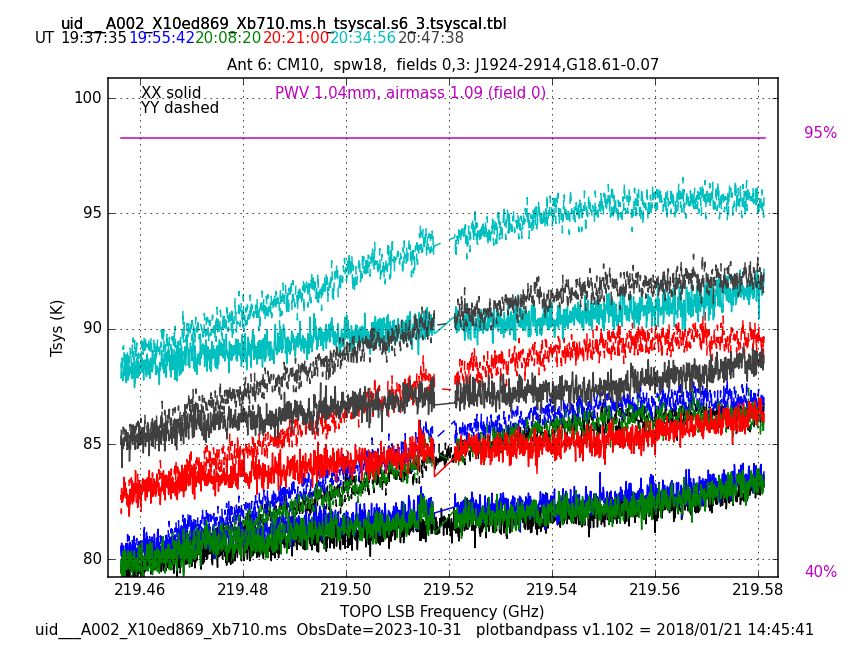 uid___A002_X10ed869_Xb710.ms.h_tsyscal.s6_3.tsyscal.tbl
UT 19:37:35 19:55:42 20:08:20 20:21:00 20:34:56 20:47:38
Ant 6: CM10,  spw18,  fields 0,3: J1924-2914,G18.61-0.07
XX solid
PWV 1.04mm, airmass 1.09 (field 0)
YY dashed
100
95%
95
90
85
80
40%
Tsys (K)
219.46 219.48 219.50 219.52 219.54 219.56 219.58
TOPO LSB Frequency (GHz)
uid___A002_X10ed869_Xb710.ms  ObsDate=2023-10-31   plotbandpass v1.102 = 2018/01/21 14:45:41